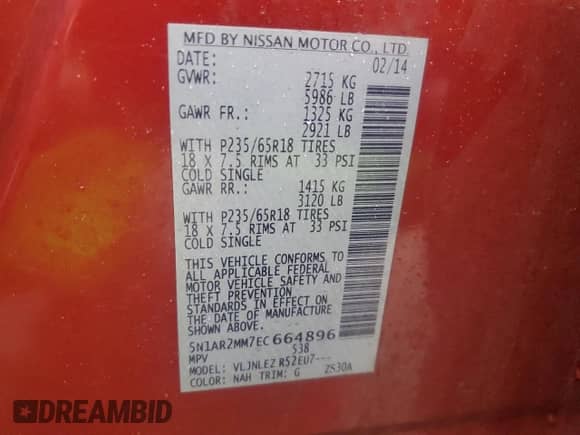 MFD BY NISSAN MOTOR CO., LTD.
DATE: 02/14
GVWR: 2715 KG
5986 LB
GAWR FR.: 1325 KG
2921 LB
WITH P235/65R18 TIRES
18 X 7.5 RIMS AT 33 PSI
COLD SINGLE
GAWR RR.: 1415 KG
3120 LB
WITH P235/65R18 TIRES
18 X 7.5 RIMS AT 33 PSI
COLD SINGLE
THIS VEHICLE CONFORMS TO
ALL APPLICABLE FEDERAL
MOTOR VEHICLE SAFETY AND
THEFT PREVENTION
STANDARDS IN EFFECT ON
THE DATE OF MANUFACTURE
SHOWN ABOVE.
5N1AR2MM7EC664896
MPV 538
MODEL: VLJNLEZ R52EU7---
COLOR: NAH TRIM: G Z530A
DREAMBID